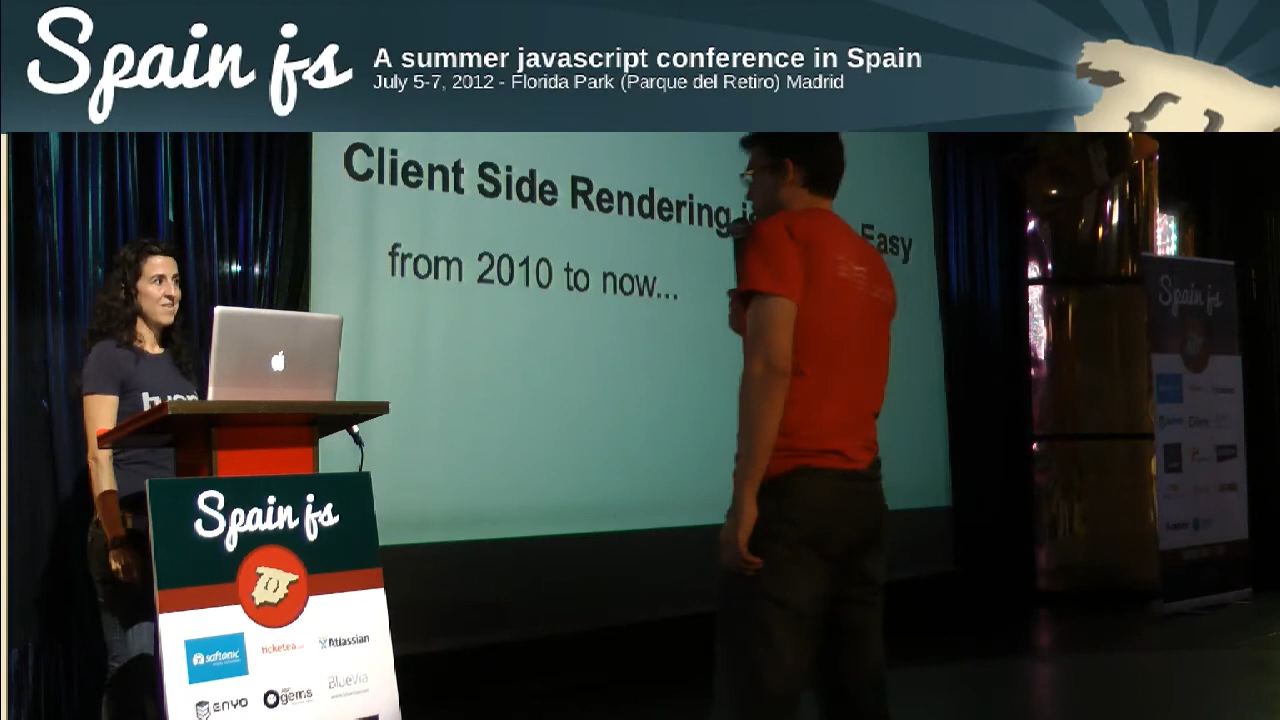 Spain js
A summer javascript conference in Spain
July 5-7, 2012 - Florida Park (Parque del Retiro) Madrid
Client Side Rendering Easy
from 2010 to now...
Spain js
Spain js
softonic
ticketea
Atlassian
ENYO
gems
BlueVia